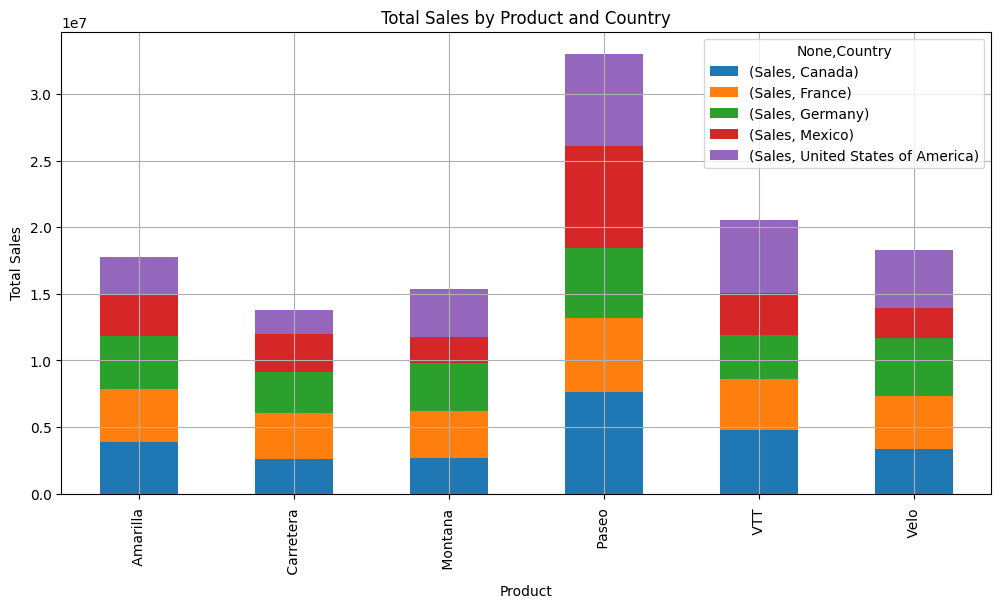 Total Sales by Product and Country
1e7
None,Country
(Sales, Canada)
(Sales, France)
(Sales, Germany)
(Sales, Mexico)
(Sales, United States of America)
3.0
2.5
2.0
1.5
1.0
0.5
0.0
Total Sales
Amarilla
Carretera
Montana
Paseo
VTT
Velo
Product